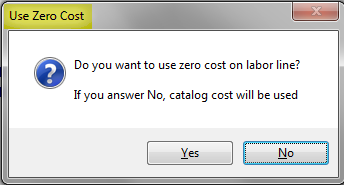 Use Zero Cost
Do you want to use zero cost on labor line?
If you answer No, catalog cost will be used
Yes
No